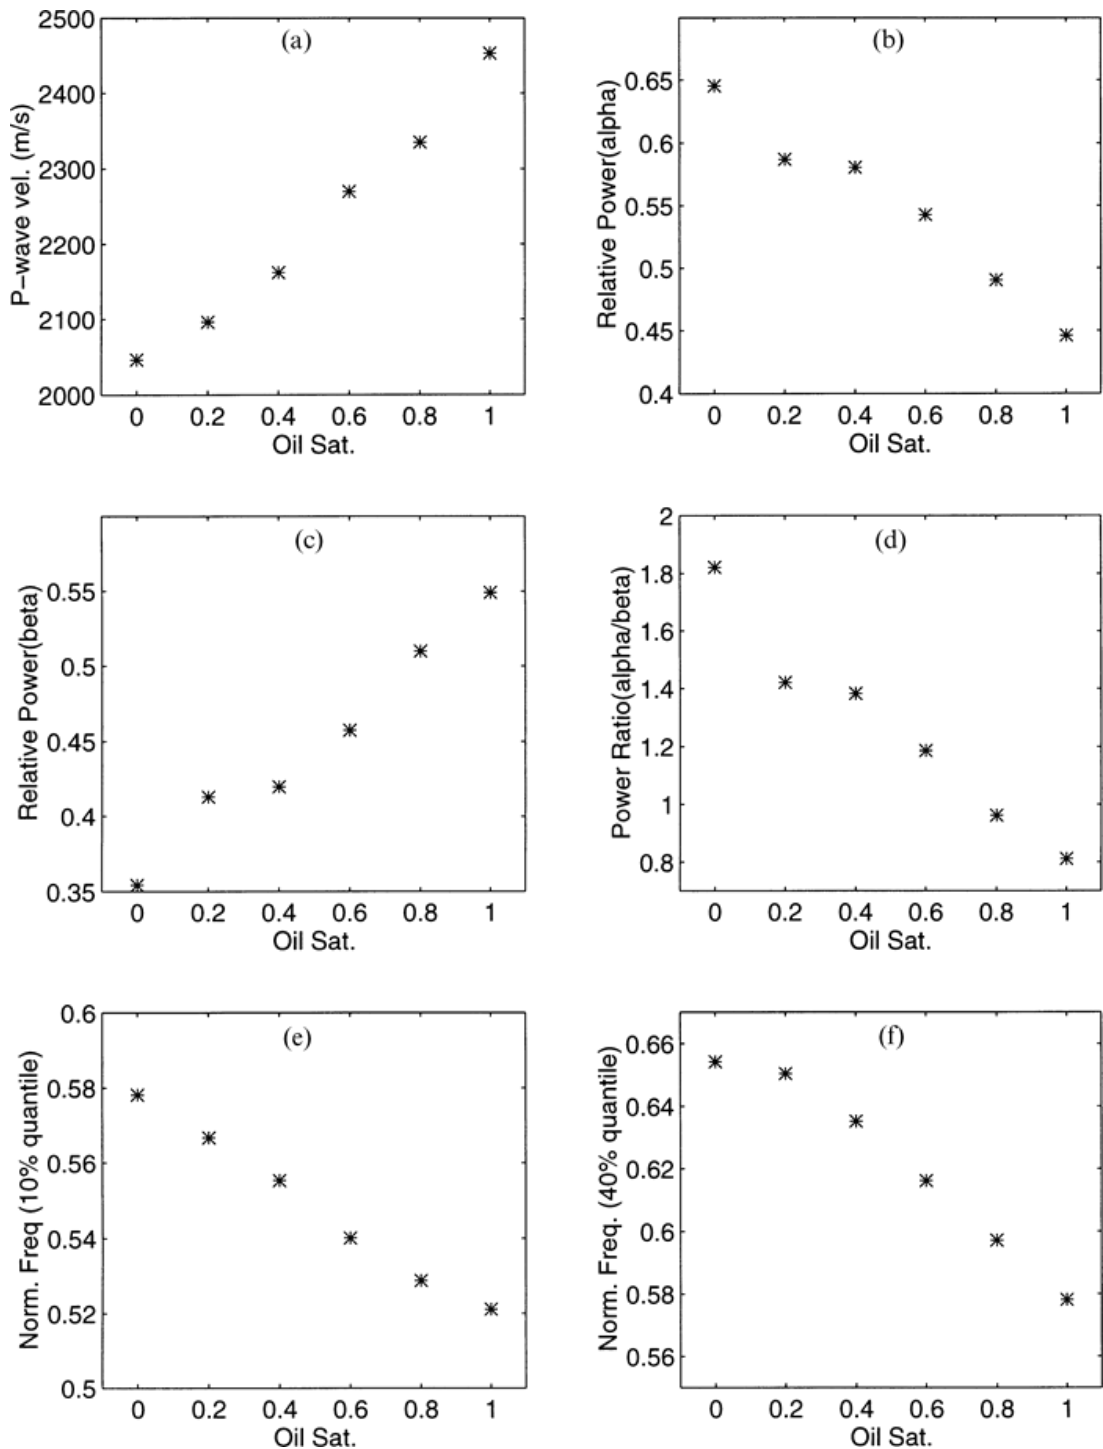 (a)
P-wave vel. (m/s)
2500
2400
2300
2200
2100
2000
0 0.2 0.4 0.6 0.8 1
Oil Sat.
(b)
Relative Power(alpha)
0.65
0.6
0.55
0.5
0.45
0.4
0 0.2 0.4 0.6 0.8 1
Oil Sat.
(c)
Relative Power(beta)
0.55
0.5
0.45
0.4
0.35
0 0.2 0.4 0.6 0.8 1
Oil Sat.
(d)
Power Ratio(alpha/beta)
2
1.8
1.6
1.4
1.2
1
0.8
0 0.2 0.4 0.6 0.8 1
Oil Sat.
(e)
Norm. Freq (10% quantile)
0.6
0.58
0.56
0.54
0.52
0.5
0 0.2 0.4 0.6 0.8 1
Oil Sat.
(f)
Norm. Freq. (40% quantile)
0.66
0.64
0.62
0.6
0.58
0.56
0 0.2 0.4 0.6 0.8 1
Oil Sat.